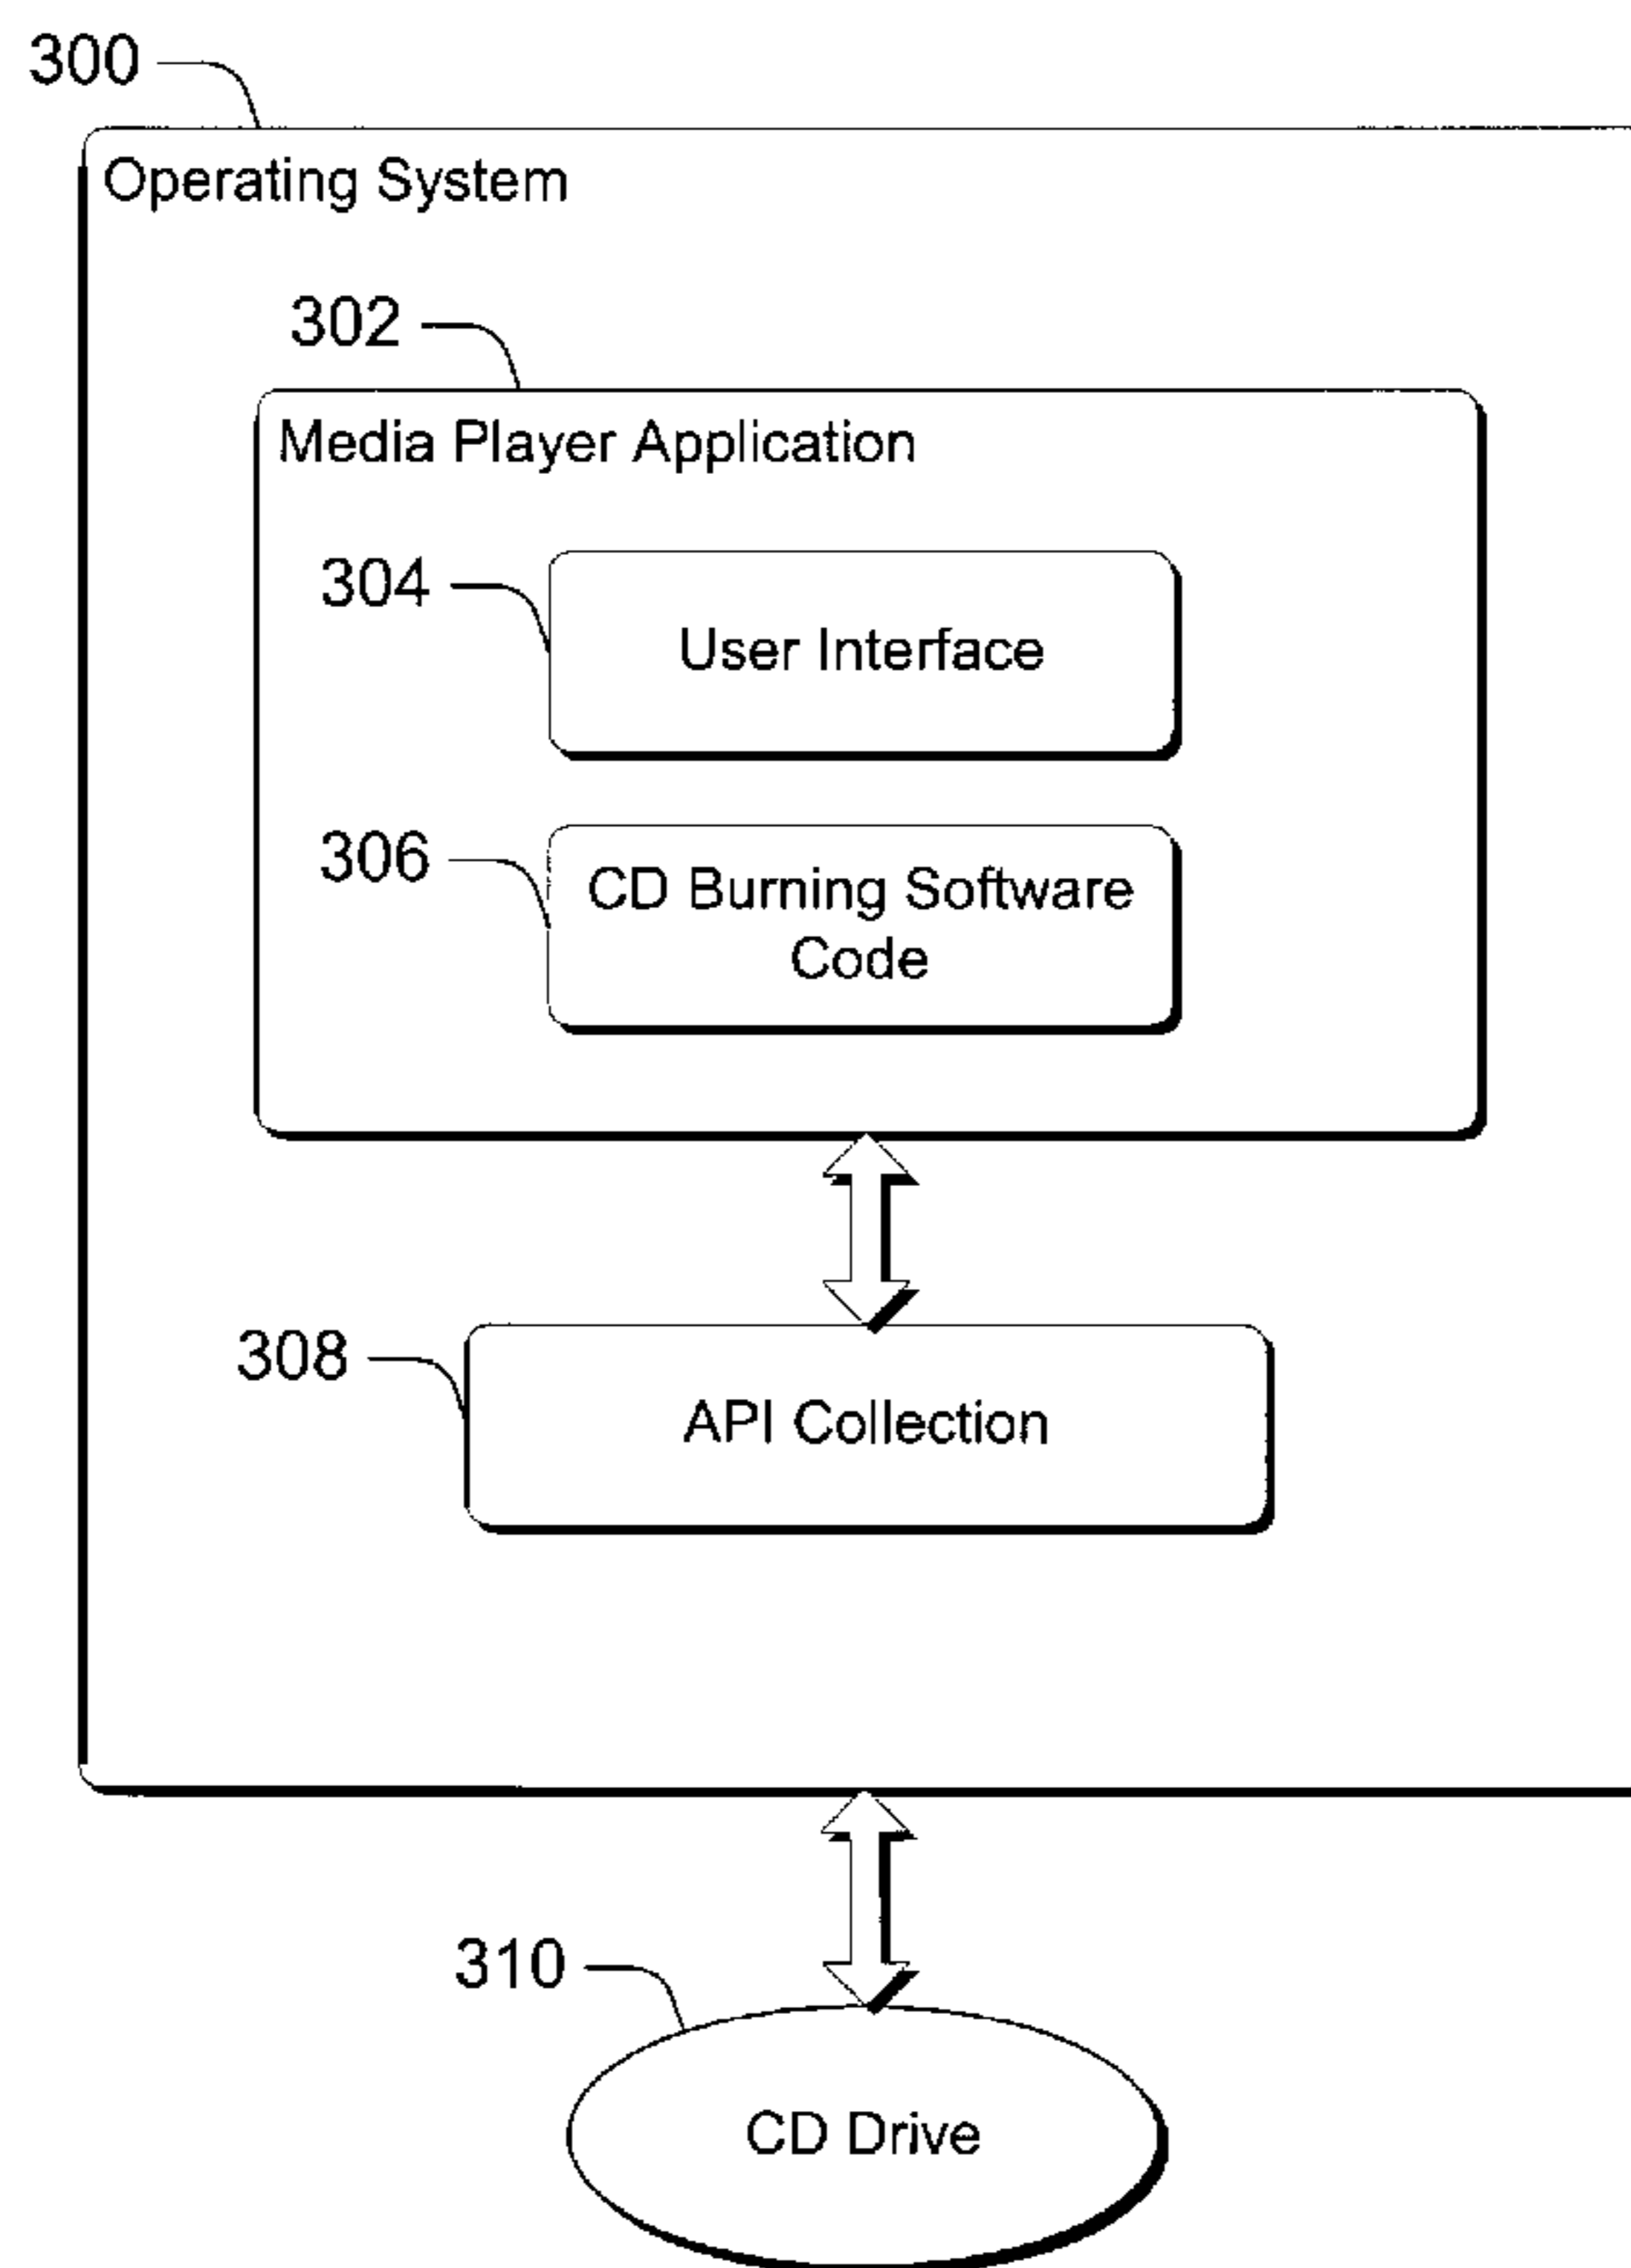 300
Operating System
302
Media Player Application
304
User Interface
306
CD Burning Software
Code
308
API Collection
310
CD Drive